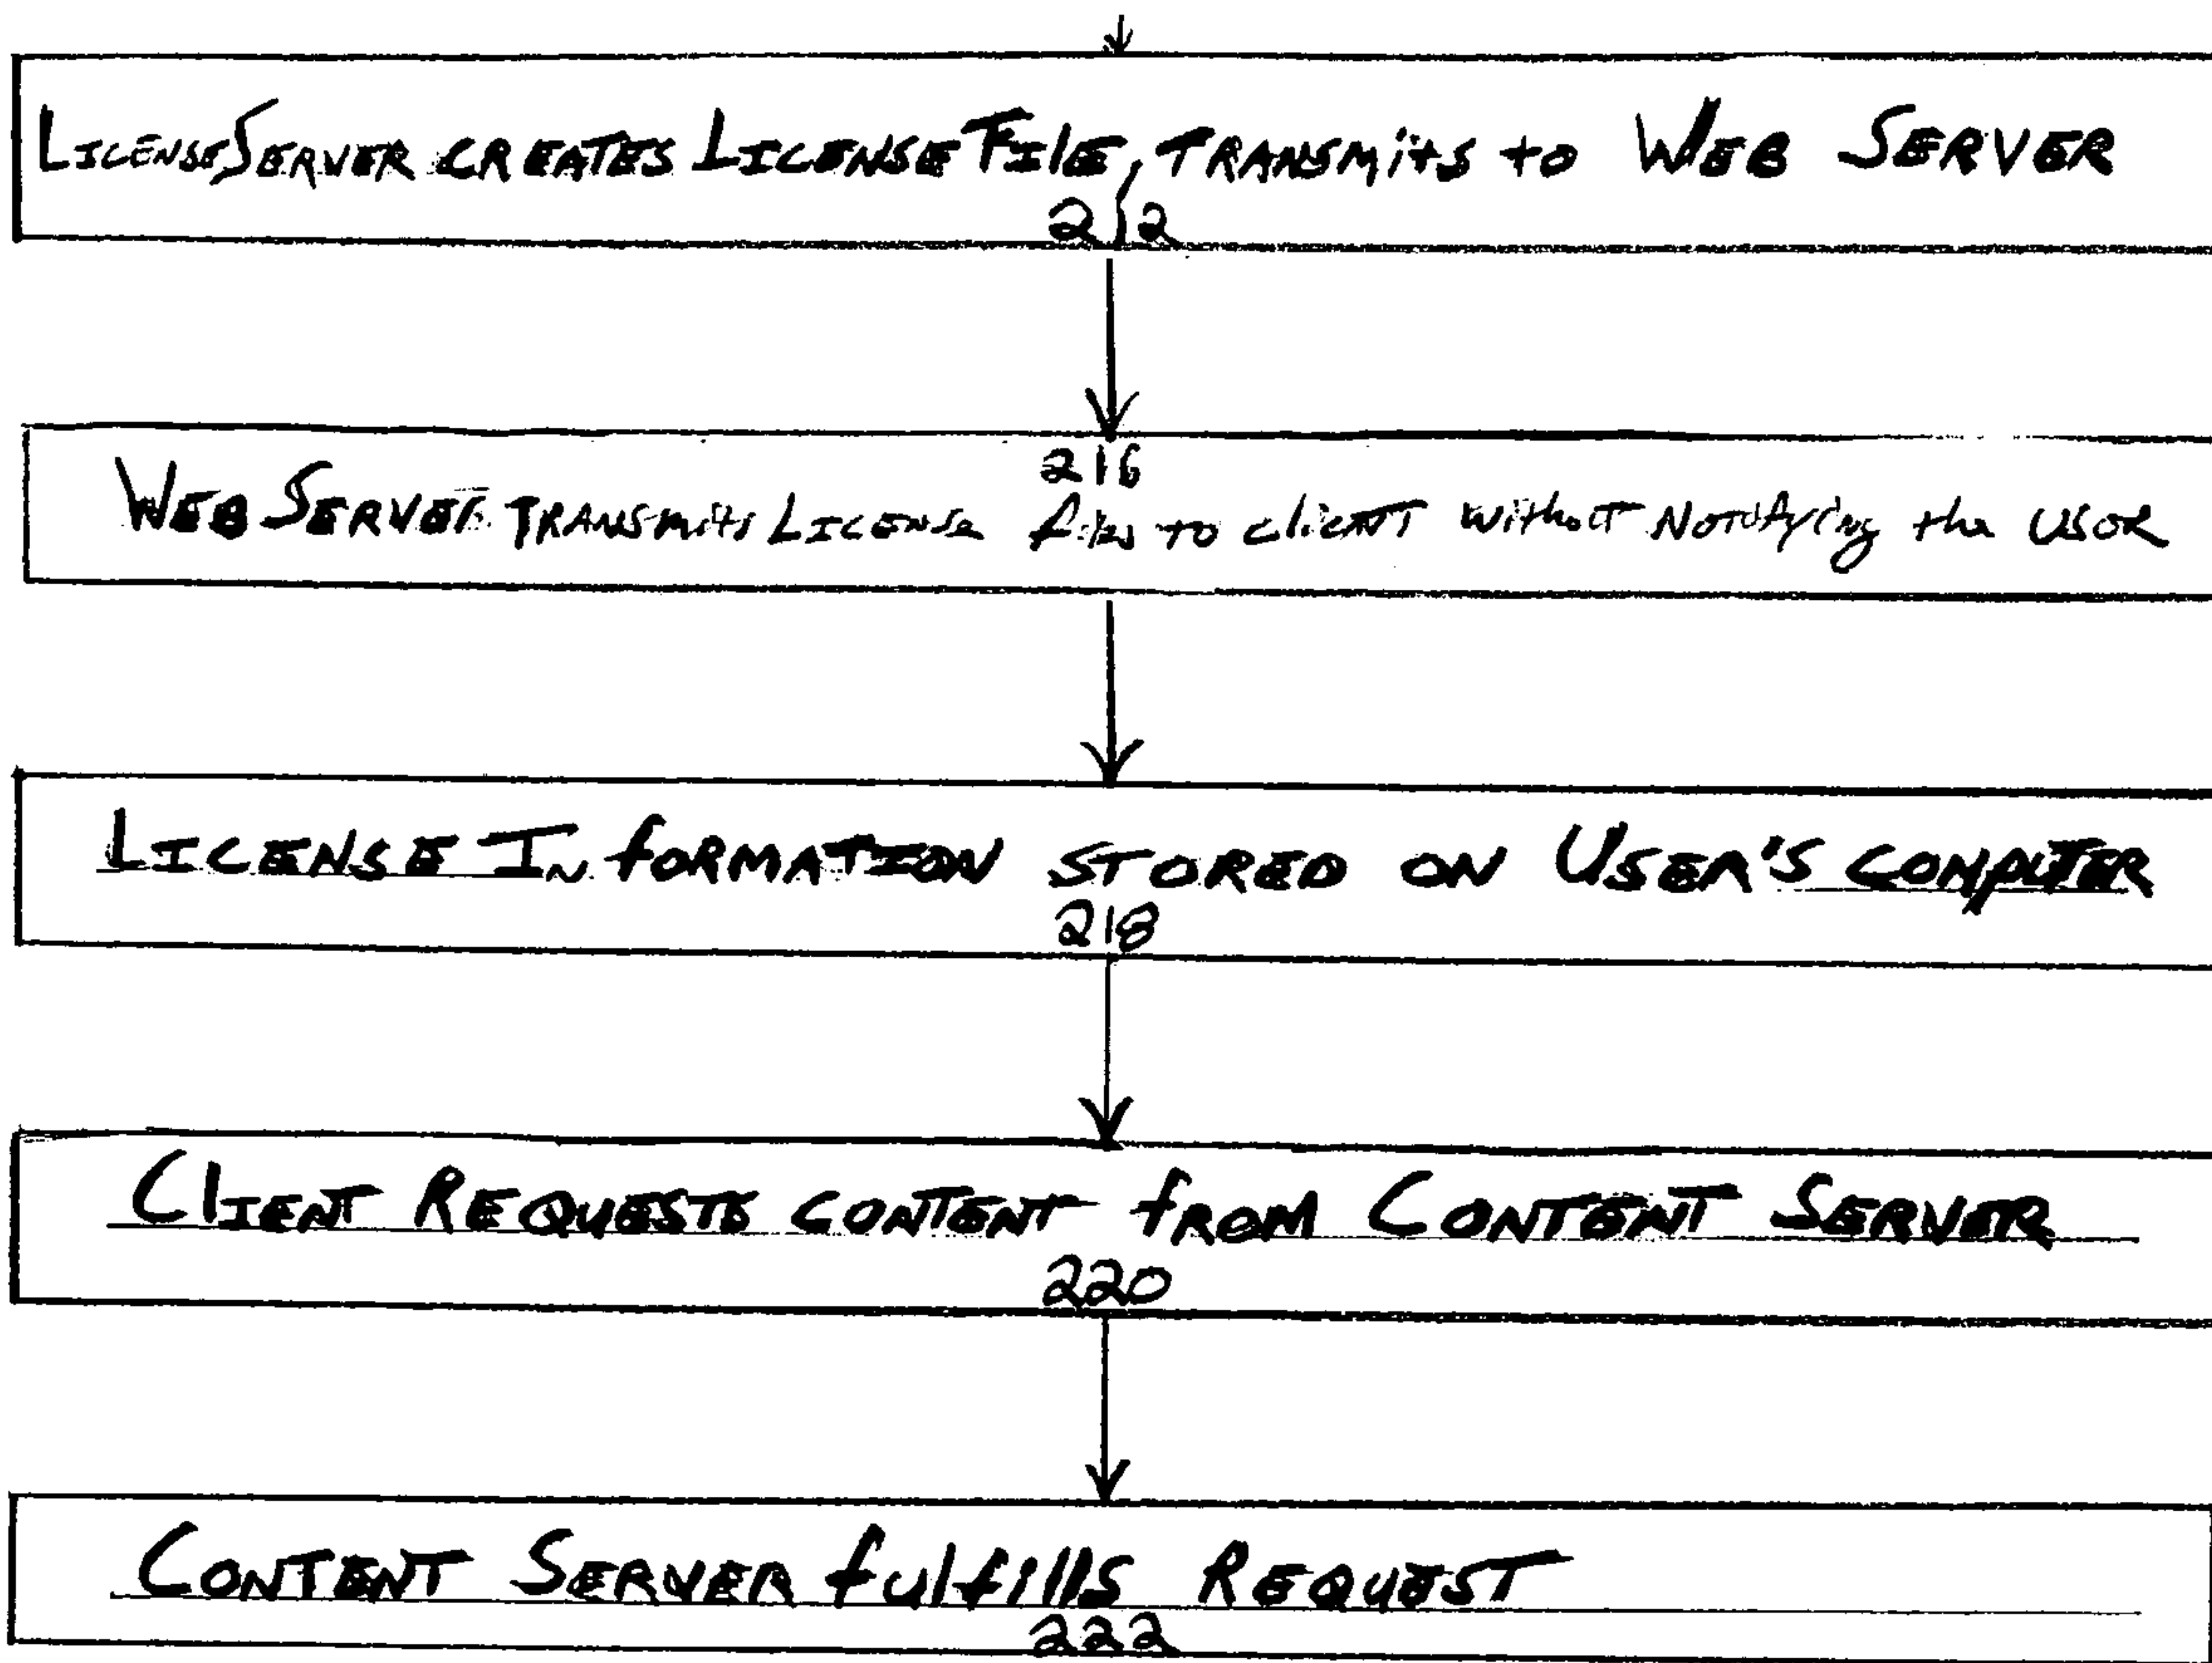 LICENSE SERVER CREATES LICENSE FILE, TRANSMITS TO WEB SERVER
212
216
WEB SERVER TRANSMITS LICENSE files TO CLIENT WITHOUT NOTIFYING the USER
LICENSE INFORMATION STORED ON USER'S COMPUTER
218
CLIENT REQUESTS CONTENT FROM CONTENT SERVER
220
CONTENT SERVER fulfills REQUEST
222